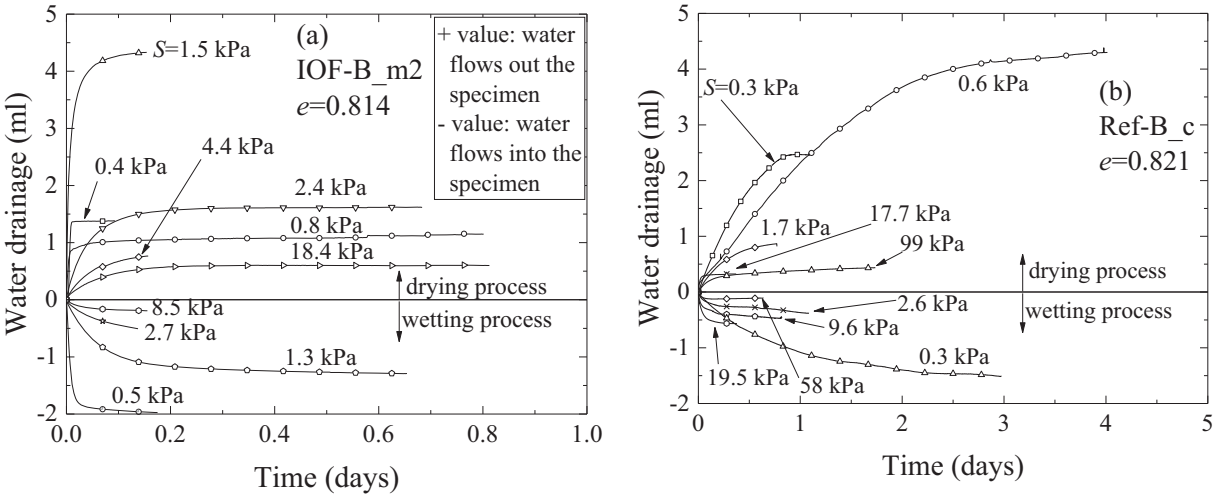 Water drainage (ml)
5
4
3
2
1
0
-1
-2
S=1.5 kPa
(a)
IOF-B_m2
e=0.814
+ value: water
flows out the
specimen
- value: water
flows into the
specimen
4.4 kPa
0.4 kPa
2.4 kPa
0.8 kPa
18.4 kPa
drying process
wetting process
8.5 kPa
2.7 kPa
1.3 kPa
0.5 kPa
0.0 0.2 0.4 0.6 0.8 1.0
Time (days)
Water drainage (ml)
5
4
3
2
1
0
-1
-2
S=0.3 kPa
0.6 kPa
(b)
Ref-B_c
e=0.821
17.7 kPa
1.7 kPa
99 kPa
drying process
wetting process
2.6 kPa
9.6 kPa
0.3 kPa
19.5 kPa
58 kPa
0 1 2 3 4 5
Time (days)